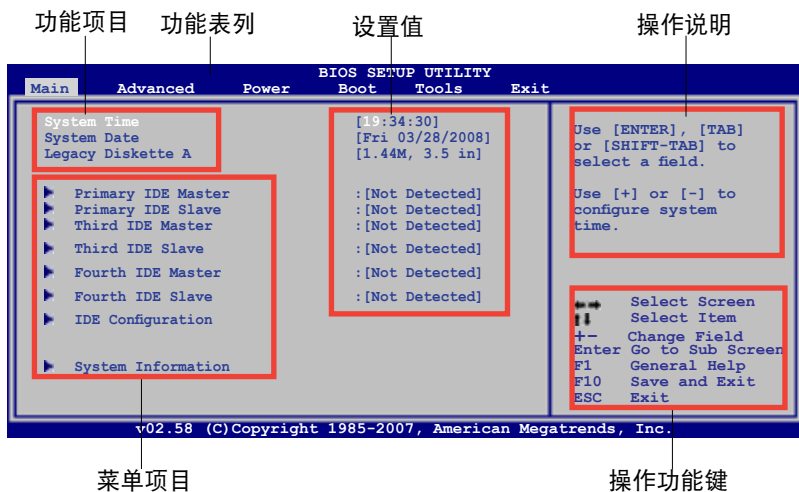 功能项目 功能表列 设置值 操作说明
BIOS SETUP UTILITY
Main Advanced Power Boot Tools Exit
System Time [19:34:30]
System Date [Fri 03/28/2008]
Legacy Diskette A [1.44M, 3.5 in]
Primary IDE Master :[Not Detected]
Primary IDE Slave :[Not Detected]
Third IDE Master :[Not Detected]
Third IDE Slave :[Not Detected]
Fourth IDE Master :[Not Detected]
Fourth IDE Slave :[Not Detected]
IDE Configuration
System Information
Use [ENTER], [TAB]
or [SHIFT-TAB] to
select a field.
Use [+] or [-] to
configure system
time.
←→ Select Screen
↑↓ Select Item
+- Change Field
Enter Go to Sub Screen
F1 General Help
F10 Save and Exit
ESC Exit
v02.58 (C)Copyright 1985-2007, American Megatrends, Inc.
菜单项目 操作功能键